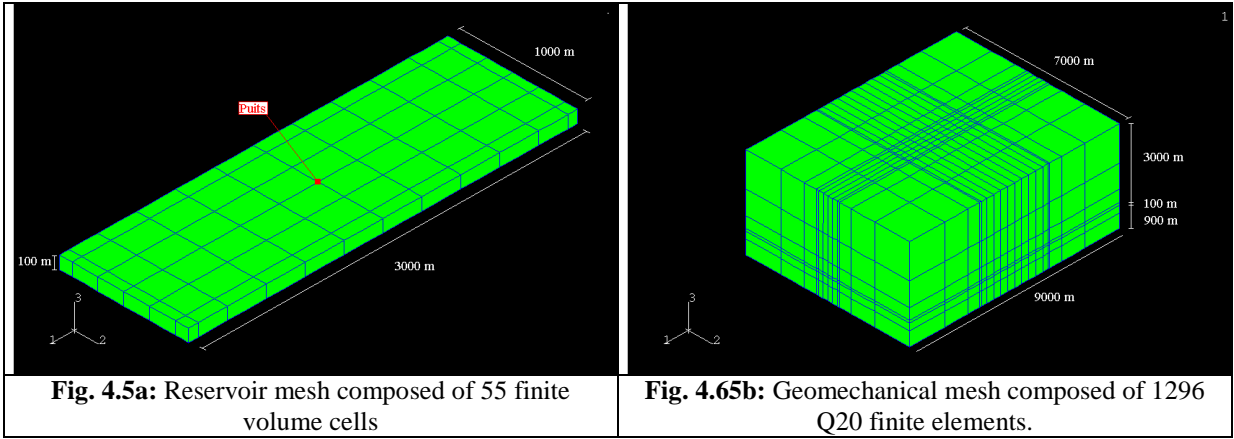 1000 m
Puits
100 m
3000 m
3
1
2
1
7000 m
3000 m
100 m
900 m
9000 m
3
1
2
Fig. 4.5a: Reservoir mesh composed of 55 finite
volume cells
Fig. 4.65b: Geomechanical mesh composed of 1296
Q20 finite elements.